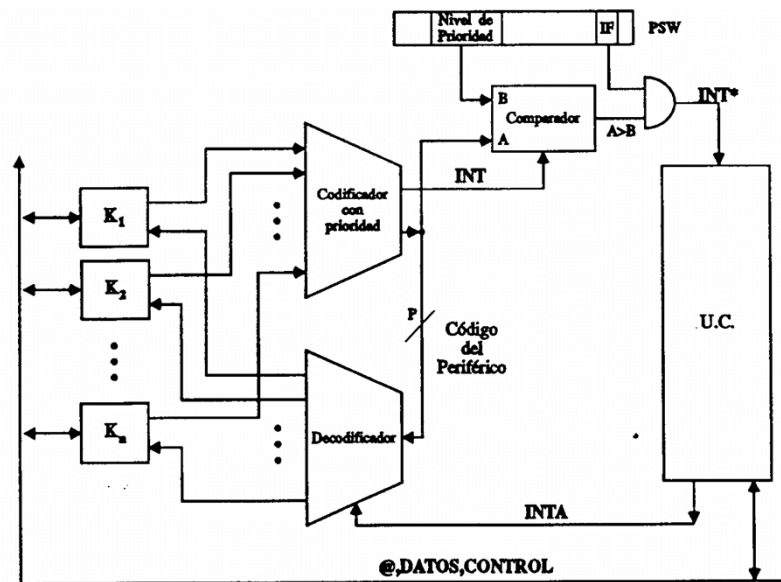 Nivel de
Prioridad
IF
PSW
B
A
Comparador
A>B
INT*
Codificador
con
prioridad
INT
K1
K2
Kn
P
Código
del
Periférico
Decodificador
U.C.
INTA
@,DATOS,CONTROL